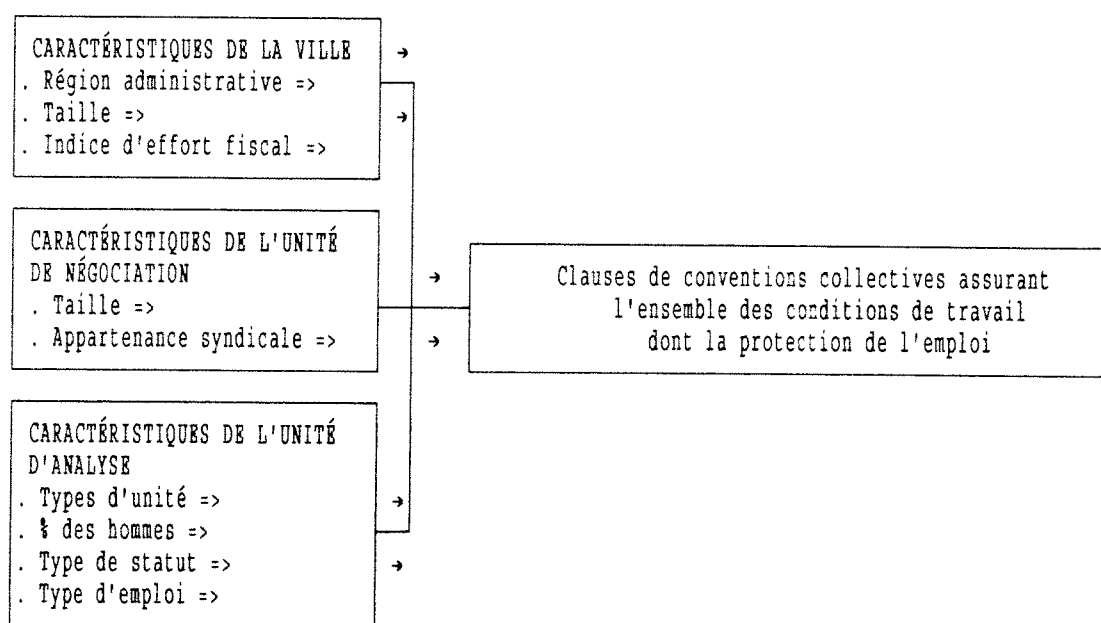 CARACTÉRISTIQUES DE LA VILLE →
. Région administrative =>
. Taille => →
. Indice d'effort fiscal =>
CARACTÉRISTIQUES DE L'UNITÉ
DE NÉGOCIATION →
. Taille =>
. Appartenance syndicale => →
Clauses de conventions collectives assurant
l'ensemble des conditions de travail
dont la protection de l'emploi
CARACTÉRISTIQUES DE L'UNITÉ
D'ANALYSE
. Types d'unité => →
. % des hommes =>
. Type de statut => →
. Type d'emploi =>